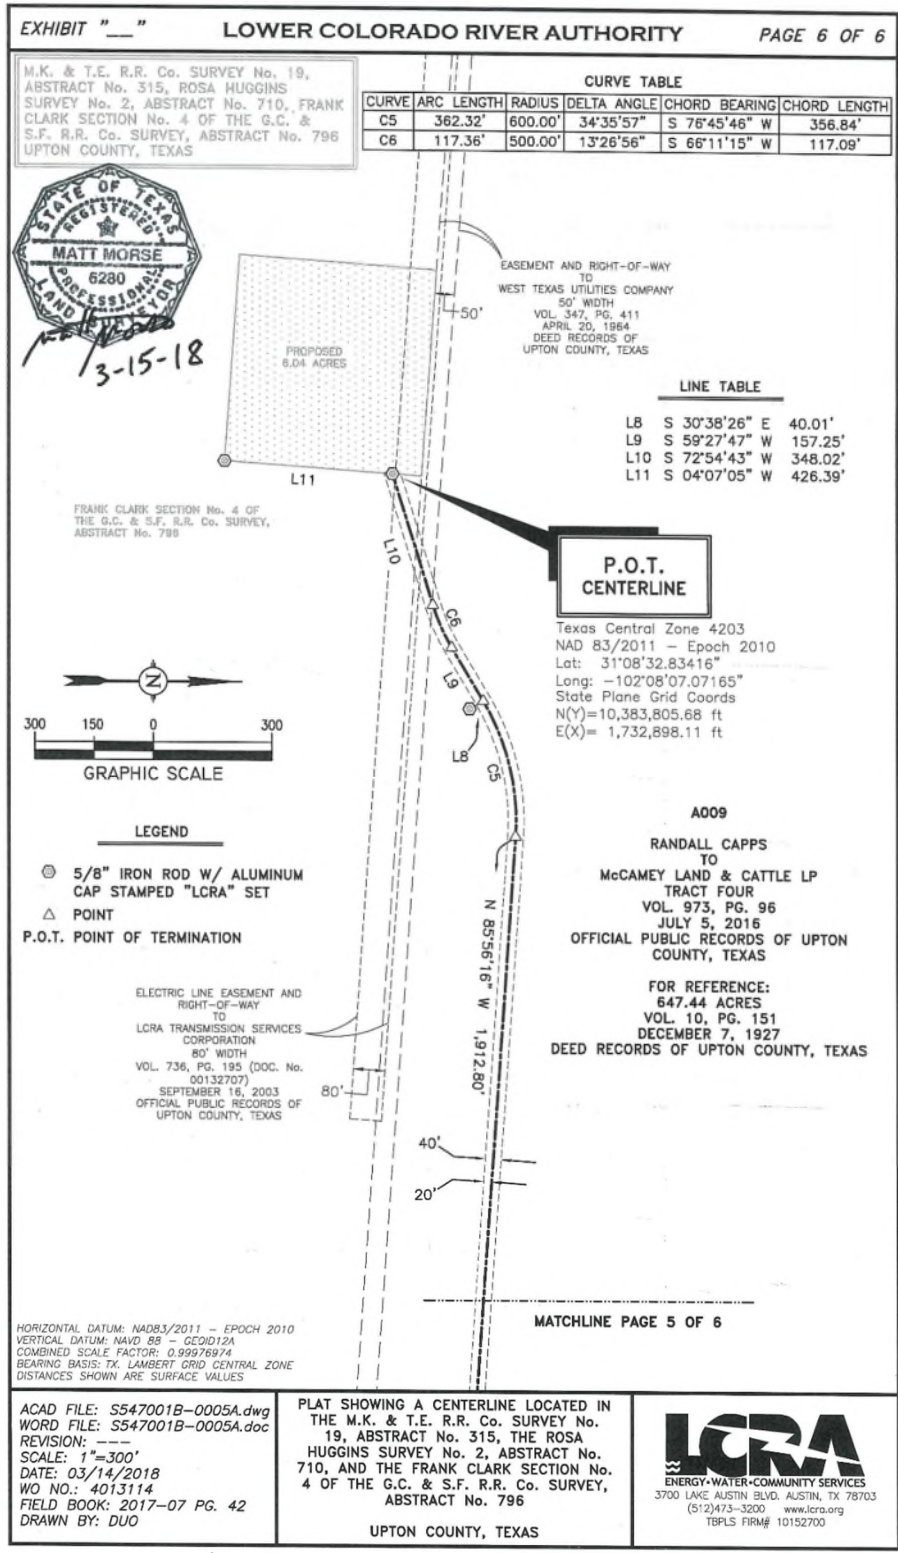 EXHIBIT "__"
LOWER COLORADO RIVER AUTHORITY
PAGE 6 OF 6
M.K. & T.E. R.R. Co. SURVEY No. 19,
ABSTRACT No. 315, ROSA HUGGINS
SURVEY No. 2, ABSTRACT No. 710, FRANK
CLARK SECTION No. 4 OF THE G.C. &
S.F. R.R. Co. SURVEY, ABSTRACT No. 796
UPTON COUNTY, TEXAS
CURVE TABLE
CURVE ARC LENGTH RADIUS DELTA ANGLE CHORD BEARING CHORD LENGTH
C5 362.32' 600.00' 34°35'57" S 76°45'46" W 356.84'
C6 117.36' 500.00' 13°26'56" S 66°11'15" W 117.09'
STATE OF TEXAS
REGISTERED
MATT MORSE
6280
PROFESSIONAL
LAND SURVEYOR
Matt Morse
3-15-18
EASEMENT AND RIGHT-OF-WAY
TO
WEST TEXAS UTILITIES COMPANY
50' WIDTH
VOL. 347, PG. 411
APRIL 20, 1964
DEED RECORDS OF
UPTON COUNTY, TEXAS
50'
PROPOSED
6.04 ACRES
LINE TABLE
L8 S 30°38'26" E 40.01'
L9 S 59°27'47" W 157.25'
L10 S 72°54'43" W 348.02'
L11 S 04°07'05" W 426.39'
L11
FRANK CLARK SECTION No. 4 OF
THE G.C. & S.F. R.R. Co. SURVEY,
ABSTRACT No. 796
L10
P.O.T.
CENTERLINE
C6
Texas Central Zone 4203
NAD 83/2011 - Epoch 2010
Lat: 31°08'32.83416"
Long: -102°08'07.07165"
State Plane Grid Coords
N(Y)=10,383,805.68 ft
E(X)= 1,732,898.11 ft
L9
N
L8
C5
300 150 0 300
GRAPHIC SCALE
LEGEND
5/8" IRON ROD W/ ALUMINUM
CAP STAMPED "LCRA" SET
POINT
P.O.T. POINT OF TERMINATION
A009
RANDALL CAPPS
TO
McCAMEY LAND & CATTLE LP
TRACT FOUR
VOL. 973, PG. 96
JULY 5, 2016
OFFICIAL PUBLIC RECORDS OF UPTON
COUNTY, TEXAS
FOR REFERENCE:
647.44 ACRES
VOL. 10, PG. 151
DECEMBER 7, 1927
DEED RECORDS OF UPTON COUNTY, TEXAS
N 85°56'16" W 1,912.80'
ELECTRIC LINE EASEMENT AND
RIGHT-OF-WAY
TO
LCRA TRANSMISSION SERVICES
CORPORATION
80' WIDTH
VOL. 736, PG. 195 (DOC. No.
00132707)
SEPTEMBER 16, 2003
OFFICIAL PUBLIC RECORDS OF
UPTON COUNTY, TEXAS
80'
40'
20'
MATCHLINE PAGE 5 OF 6
HORIZONTAL DATUM: NAD83/2011 - EPOCH 2010
VERTICAL DATUM: NAVD 88 - GEOID12A
COMBINED SCALE FACTOR: 0.99976974
BEARING BASIS: TX. LAMBERT GRID CENTRAL ZONE
DISTANCES SHOWN ARE SURFACE VALUES
ACAD FILE: S547001B-0005A.dwg
WORD FILE: S547001B-0005A.doc
REVISION: ---
SCALE: 1"=300'
DATE: 03/14/2018
WO NO.: 4013114
FIELD BOOK: 2017-07 PG. 42
DRAWN BY: DUO
PLAT SHOWING A CENTERLINE LOCATED IN
THE M.K. & T.E. R.R. Co. SURVEY No.
19, ABSTRACT No. 315, THE ROSA
HUGGINS SURVEY No. 2, ABSTRACT No.
710, AND THE FRANK CLARK SECTION No.
4 OF THE G.C. & S.F. R.R. Co. SURVEY,
ABSTRACT No. 796
UPTON COUNTY, TEXAS
LCRA
ENERGY•WATER•COMMUNITY SERVICES
3700 LAKE AUSTIN BLVD. AUSTIN, TX 78703
(512)473-3200 www.lcra.org
TBPLS FIRM# 10152700